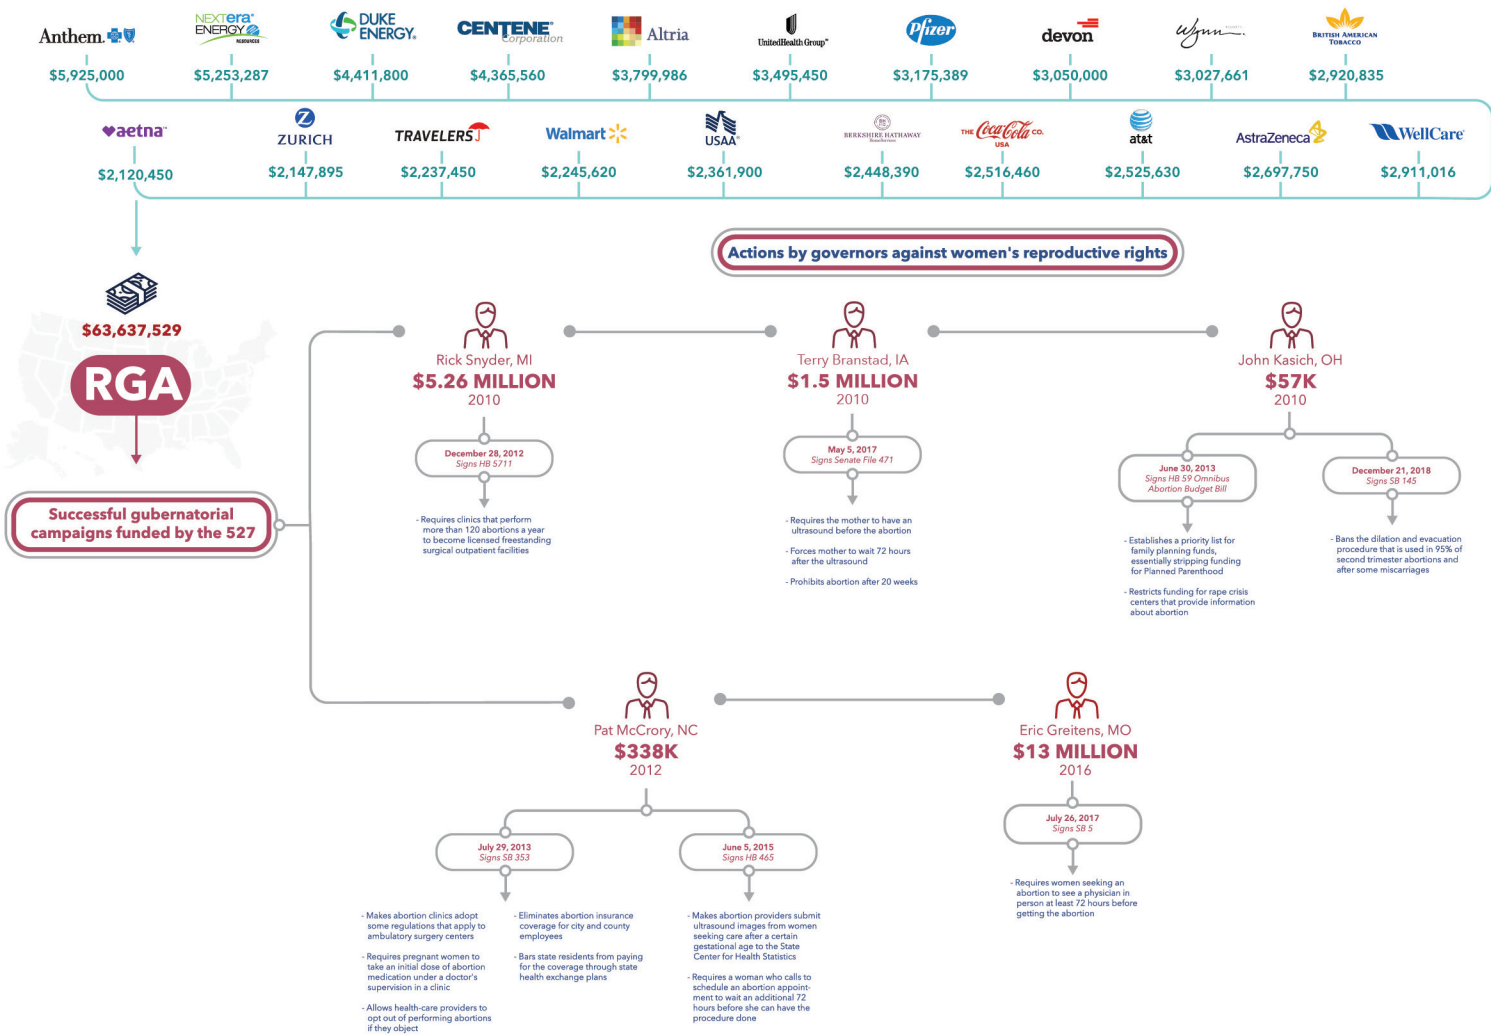 Anthem.
NEXTera®
ENERGY
RESOURCES
DUKE
ENERGY®
CENTENE®
Corporation
Altria
UnitedHealth Group®
Pfizer
devon
Wynn
BRITISH AMERICAN
TOBACCO
$5,925,000
$5,253,287
$4,411,800
$4,365,560
$3,799,986
$3,495,450
$3,175,389
$3,050,000
$3,027,661
$2,920,835
aetna™
Z
ZURICH
TRAVELERS
Walmart
USAA®
BERKSHIRE HATHAWAY
THE Coca-Cola CO.
USA
at&t
AstraZeneca
WellCare
$2,120,450
$2,147,895
$2,237,450
$2,245,620
$2,361,900
$2,448,390
$2,516,460
$2,525,630
$2,697,750
$2,911,016
Actions by governors against women's reproductive rights
$63,637,529
RGA
Successful gubernatorial
campaigns funded by the 527
Rick Snyder, MI
$5.26 MILLION
2010
December 28, 2012
Signs HB 5711
- Requires clinics that perform
more than 120 abortions a year
to become licensed freestanding
surgical outpatient facilities
Terry Branstad, IA
$1.5 MILLION
2010
May 5, 2017
Signs Senate File 471
- Requires the mother to have an
ultrasound before the abortion
- Forces mother to wait 72 hours
after the ultrasound
- Prohibits abortion after 20 weeks
John Kasich, OH
$57K
2010
June 30, 2013
Signs HB 59 Omnibus
Abortion Budget Bill
- Establishes a priority list for
family planning funds,
essentially stripping funding
for Planned Parenthood
- Restricts funding for rape crisis
centers that provide information
about abortion
December 21, 2018
Signs SB 145
- Bans the dilation and evacuation
procedure that is used in 95% of
second trimester abortions and
after some miscarriages
Pat McCrory, NC
$338K
2012
July 29, 2013
Signs SB 353
- Makes abortion clinics adopt
some regulations that apply to
ambulatory surgery centers
- Requires pregnant women to
take an initial dose of abortion
medication under a doctor's
supervision in a clinic
- Allows health-care providers to
opt out of performing abortions
if they object
- Eliminates abortion insurance
coverage for city and county
employees
- Bars state residents from paying
for the coverage through state
health exchange plans
June 5, 2015
Signs HB 465
- Makes abortion providers submit
ultrasound images from women
seeking care after a certain
gestational age to the State
Center for Health Statistics
- Requires a woman who calls to
schedule an abortion appoint-
ment to wait an additional 72
hours before she can have the
procedure done
Eric Greitens, MO
$13 MILLION
2016
July 26, 2017
Signs SB 5
- Requires women seeking an
abortion to see a physician in
person at least 72 hours before
getting the abortion